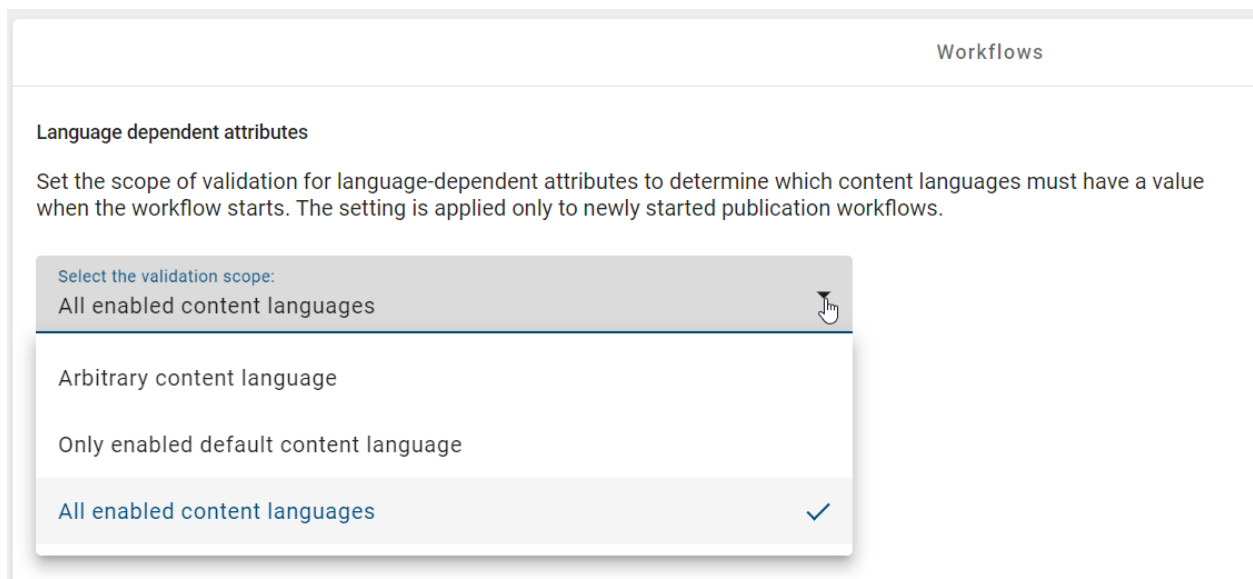 Workflows
Language dependent attributes
Set the scope of validation for language-dependent attributes to determine which content languages must have a value
when the workflow starts. The setting is applied only to newly started publication workflows.
Select the validation scope:
All enabled content languages
Arbitrary content language
Only enabled default content language
All enabled content languages